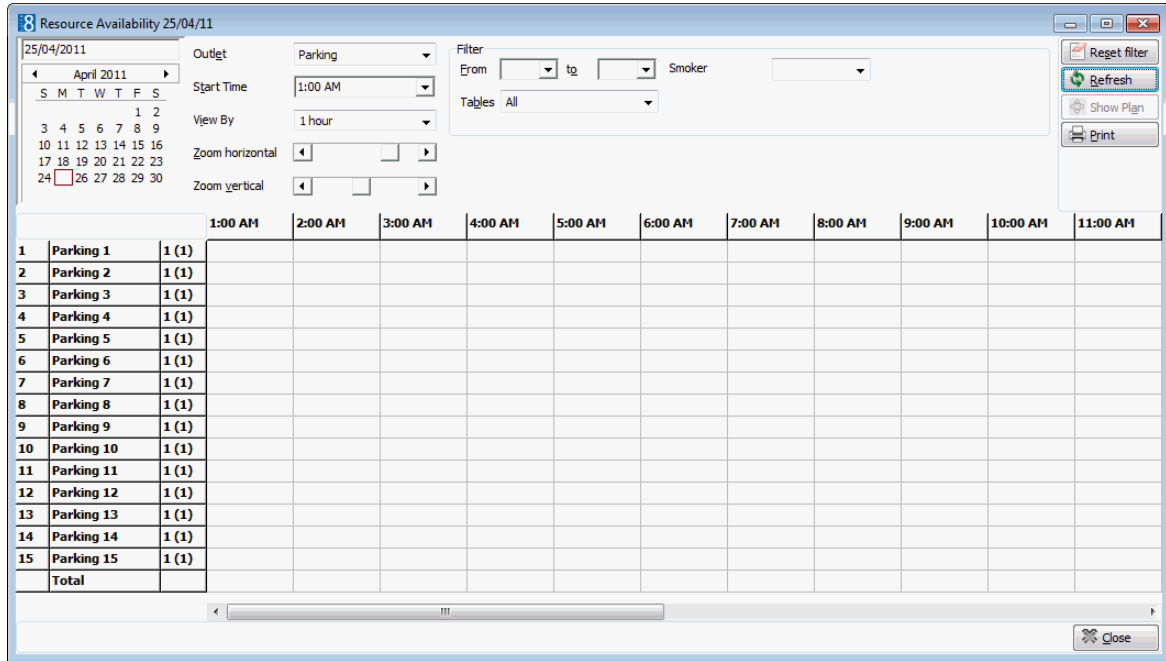 8 Resource Availability 25/04/11
25/04/2011
April 2011
S M T W T F S
1 2
3 4 5 6 7 8 9
10 11 12 13 14 15 16
17 18 19 20 21 22 23
24 26 27 28 29 30
Outlet Parking
Start Time 1:00 AM
View By 1 hour
Zoom horizontal
Zoom vertical
Filter
From to Smoker
Tables All
Reset filter
Refresh
Show Plan
Print
1:00 AM 2:00 AM 3:00 AM 4:00 AM 5:00 AM 6:00 AM 7:00 AM 8:00 AM 9:00 AM 10:00 AM 11:00 AM
1 Parking 1 1 (1)
2 Parking 2 1 (1)
3 Parking 3 1 (1)
4 Parking 4 1 (1)
5 Parking 5 1 (1)
6 Parking 6 1 (1)
7 Parking 7 1 (1)
8 Parking 8 1 (1)
9 Parking 9 1 (1)
10 Parking 10 1 (1)
11 Parking 11 1 (1)
12 Parking 12 1 (1)
13 Parking 13 1 (1)
14 Parking 14 1 (1)
15 Parking 15 1 (1)
Total
Close